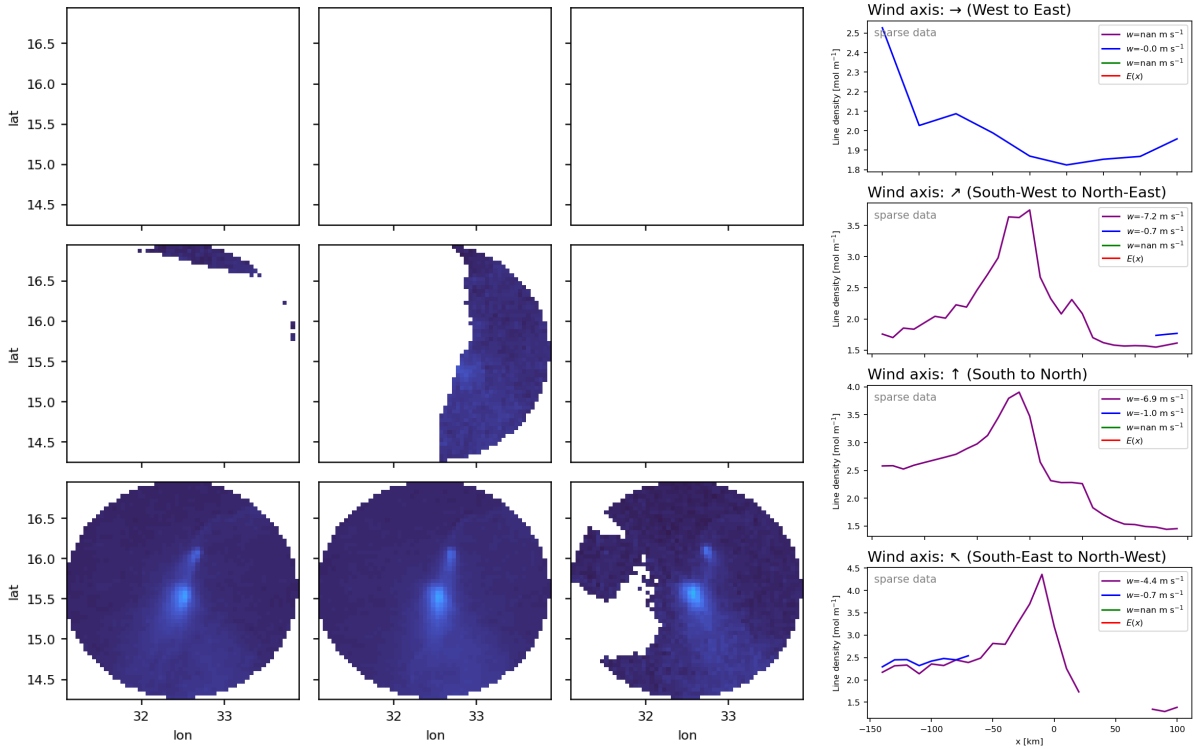 16.5
16.0
15.5
15.0
14.5
lat
16.5
16.0
15.5
15.0
14.5
lat
32
33
32
33
32
33
16.5
16.0
15.5
15.0
14.5
lat
32
33
lon
32
33
lon
32
33
lon
Wind axis: → (West to East)
sparse data
w=nan m s⁻¹
w=-0.0 m s⁻¹
w=nan m s⁻¹
E(x)
2.5
2.4
2.3
2.2
2.1
2.0
1.9
1.8
Line density [mol m⁻¹]
Wind axis: ↗ (South-West to North-East)
sparse data
w=-7.2 m s⁻¹
w=-0.7 m s⁻¹
w=nan m s⁻¹
E(x)
3.5
3.0
2.5
2.0
1.5
Line density [mol m⁻¹]
Wind axis: ↑ (South to North)
sparse data
w=-6.9 m s⁻¹
w=-1.0 m s⁻¹
w=nan m s⁻¹
E(x)
4.0
3.5
3.0
2.5
2.0
1.5
Line density [mol m⁻¹]
Wind axis: ↖ (South-East to North-West)
sparse data
w=-4.4 m s⁻¹
w=-0.7 m s⁻¹
w=nan m s⁻¹
E(x)
4.5
4.0
3.5
3.0
2.5
2.0
1.5
Line density [mol m⁻¹]
−150
−100
−50
0
50
100
x [km]